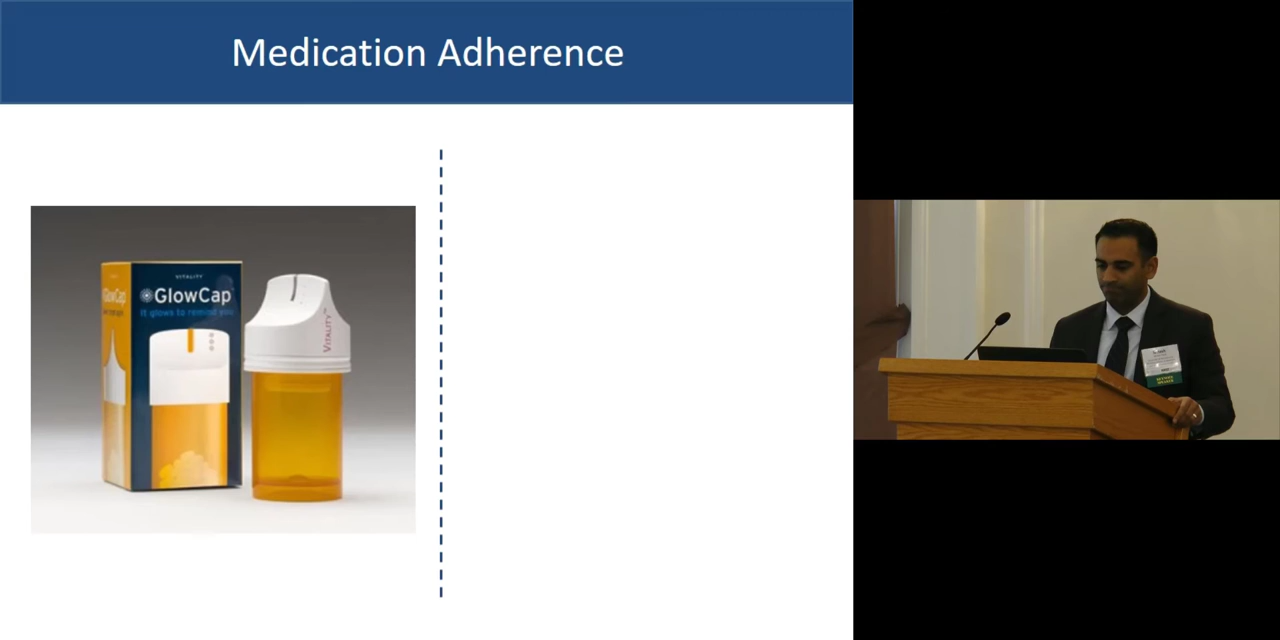 Medication Adherence
VITALITY
GlowCap
it glows to remind you
GlowCap
VITALITY